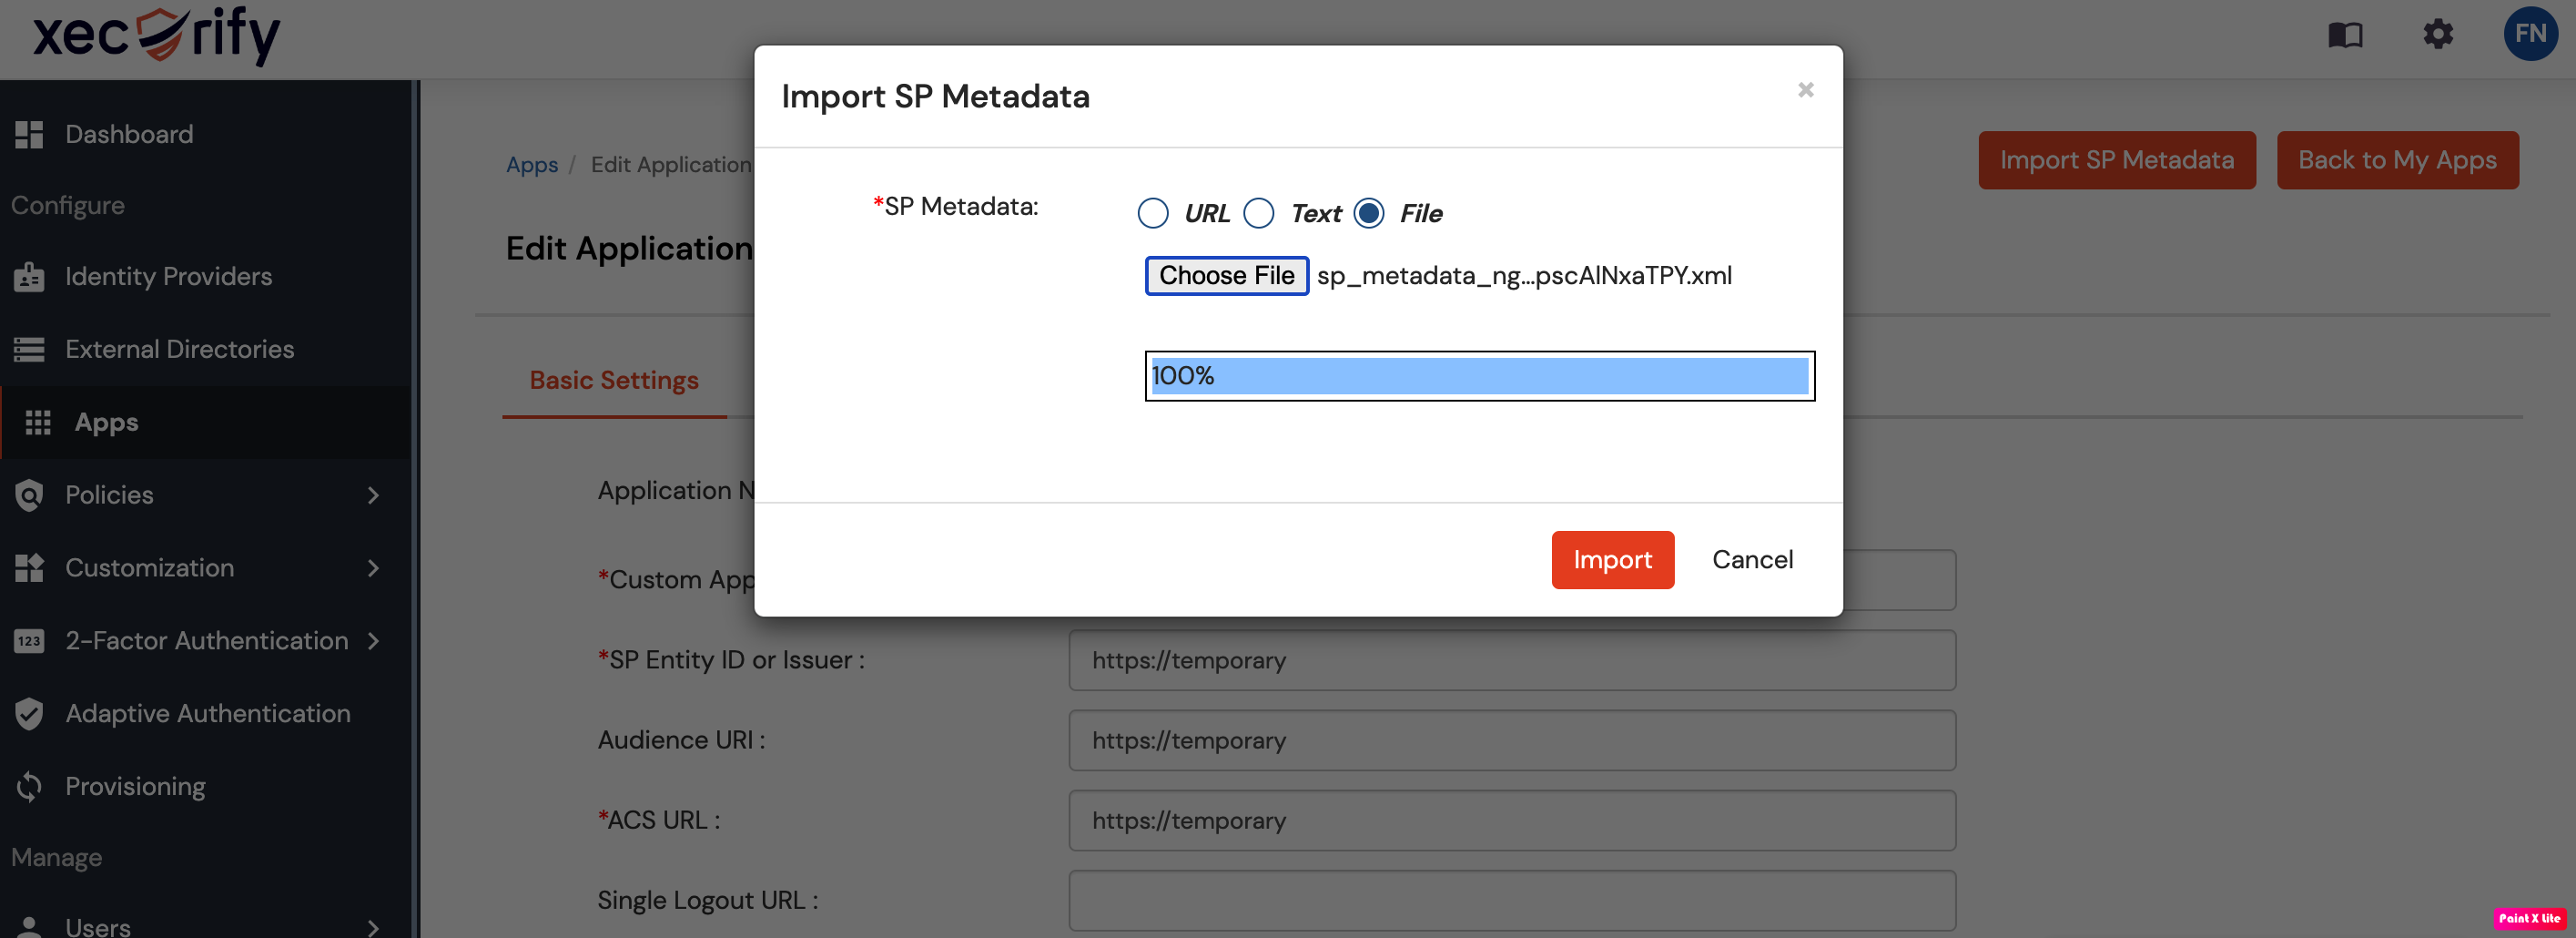 xecurify
FN
Import SP Metadata
×
Dashboard
Configure
Identity Providers
External Directories
Apps
Policies
Customization
123
2-Factor Authentication
Adaptive Authentication
Provisioning
Manage
Users
Apps / Edit Application
Import SP Metadata
Back to My Apps
Edit Application
Basic Settings
*SP Metadata:
URL Text File
Choose File sp_metadata_ng...pscAlNxaTPY.xml
100%
Import
Cancel
Application N
*Custom App
*SP Entity ID or Issuer :
https://temporary
Audience URI :
https://temporary
*ACS URL :
https://temporary
Single Logout URL :
Paint X Lite